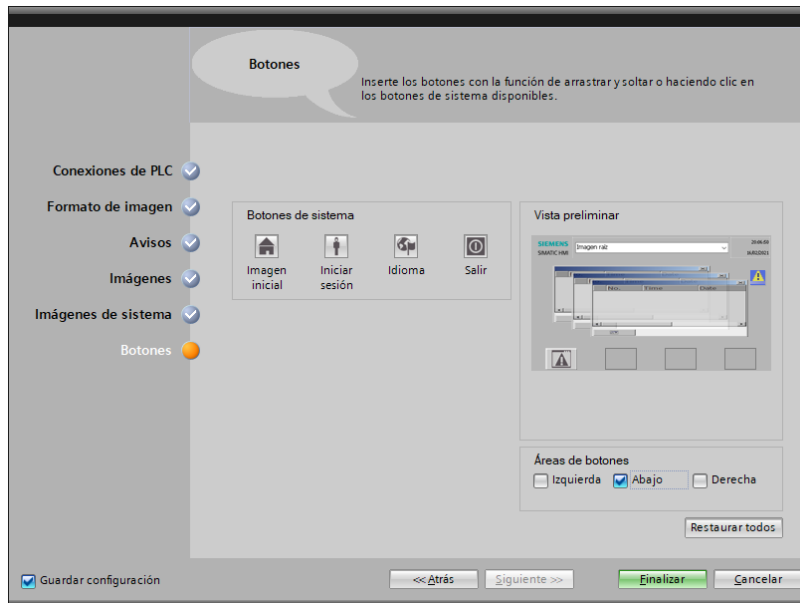 Botones
Inserte los botones con la función de arrastrar y soltar o haciendo clic en
los botones de sistema disponibles.
Conexiones de PLC
Formato de imagen
Avisos
Imágenes
Imágenes de sistema
Botones
Botones de sistema
Imagen
inicial
Iniciar
sesión
Idioma
Salir
Vista preliminar
SIEMENS
SIMATIC HMI
Imagen raíz
No. Time Date
Áreas de botones
Izquierda
Abajo
Derecha
Restaurar todos
Guardar configuración
<< Atrás
Siguiente >>
Finalizar
Cancelar